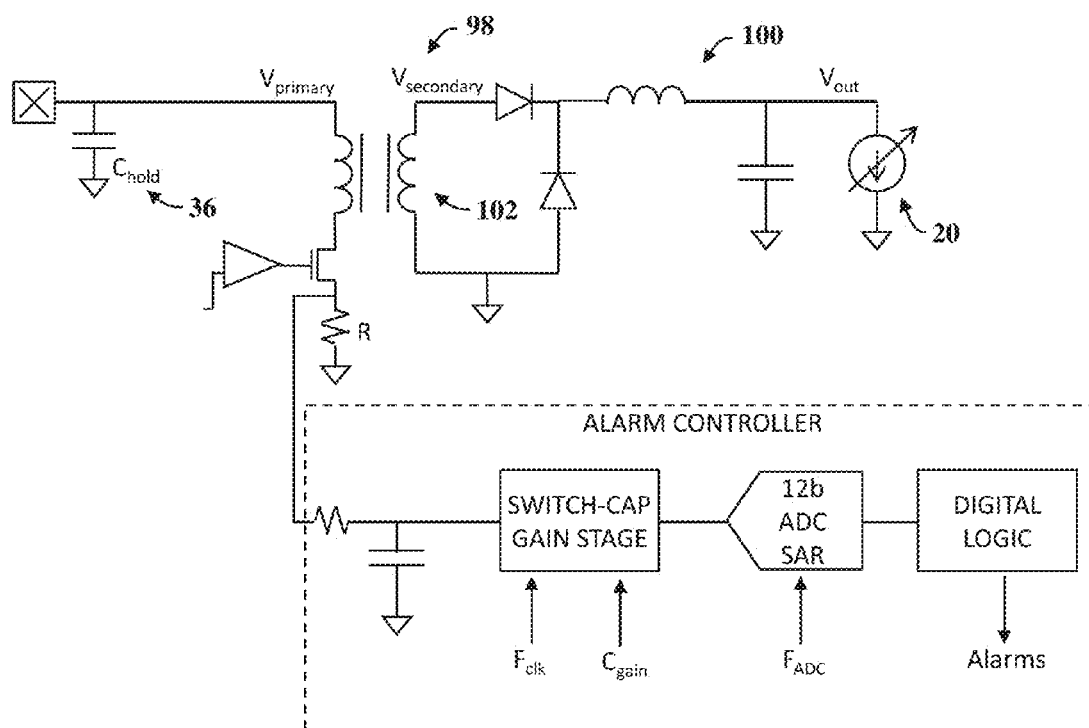 98
100
V_primary
V_secondary
V_out
C_hold
36
102
20
R
ALARM CONTROLLER
SWITCH-CAP
GAIN STAGE
12b
ADC
SAR
DIGITAL
LOGIC
F_clk
C_gain
F_ADC
Alarms